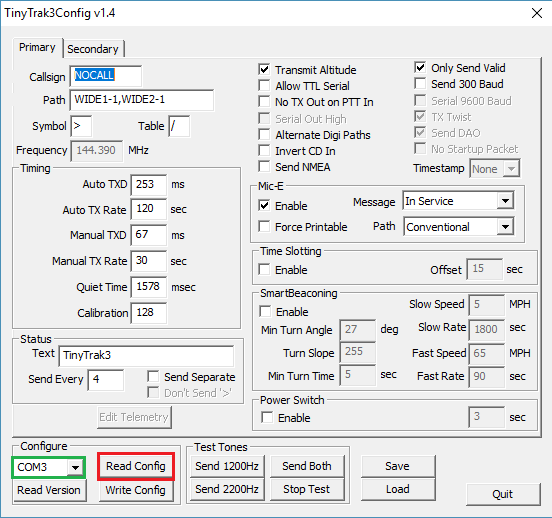 TinyTrak3Config v1.4
Primary Secondary
Callsign NOCALL
Path WIDE1-1,WIDE2-1
Symbol > Table /
Frequency 144.390 MHz
Transmit Altitude
Allow TTL Serial
No TX Out on PTT In
Serial Out High
Alternate Digi Paths
Invert CD In
Send NMEA
Only Send Valid
Send 300 Baud
Serial 9600 Baud
TX Twist
Send DAO
No Startup Packet
Timestamp None
Timing
Auto TXD 253 ms
Auto TX Rate 120 sec
Manual TXD 67 ms
Manual TX Rate 30 sec
Quiet Time 1578 msec
Calibration 128
Mic-E
Enable Message In Service
Force Printable Path Conventional
Time Slotting
Enable Offset 15 sec
SmartBeaconing
Enable
Min Turn Angle 27 deg
Turn Slope 255
Min Turn Time 5 sec
Slow Speed 5 MPH
Slow Rate 1800 sec
Fast Speed 65 MPH
Fast Rate 90 sec
Status
Text TinyTrak3
Send Every 4
Send Separate
Don't Send '>'
Edit Telemetry
Power Switch
Enable 3 sec
Configure
COM3 Read Config
Read Version Write Config
Test Tones
Send 1200Hz Send Both
Send 2200Hz Stop Test
Save
Load
Quit